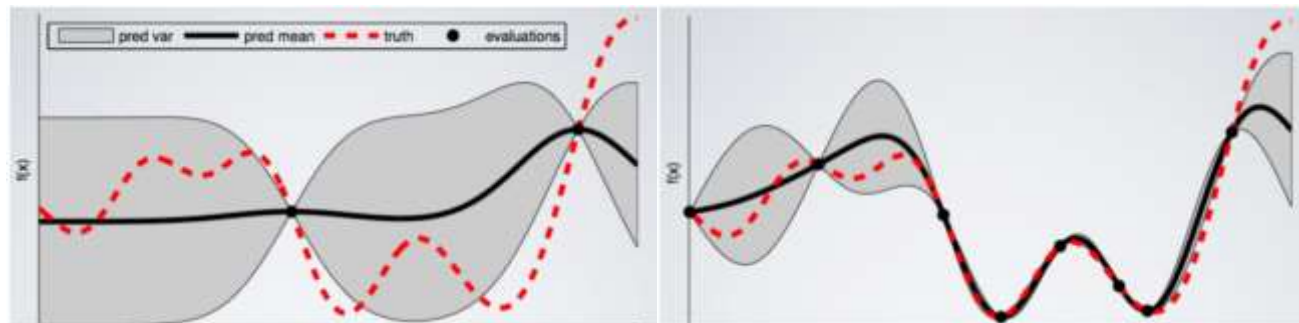 pred var pred mean truth evaluations
f(x)
f(x)